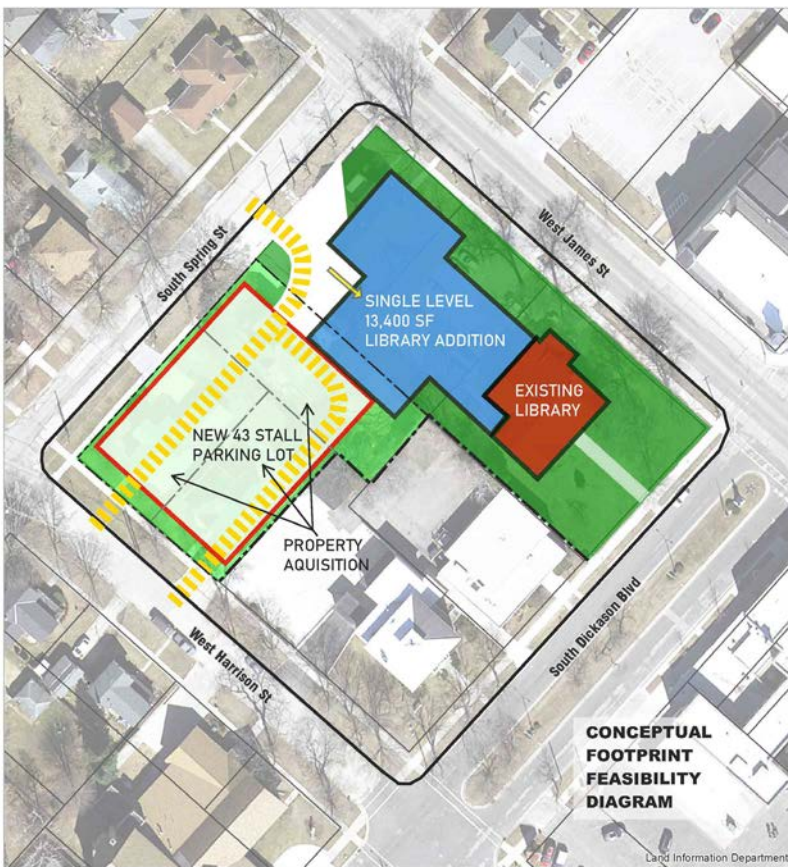 West James St
South Spring St
SINGLE LEVEL
13,400 SF
LIBRARY ADDITION
EXISTING
LIBRARY
NEW 43 STALL
PARKING LOT
PROPERTY
AQUISITION
South Dickason Blvd
West Harrison St
CONCEPTUAL
FOOTPRINT
FEASIBILITY
DIAGRAM
Land Information Department